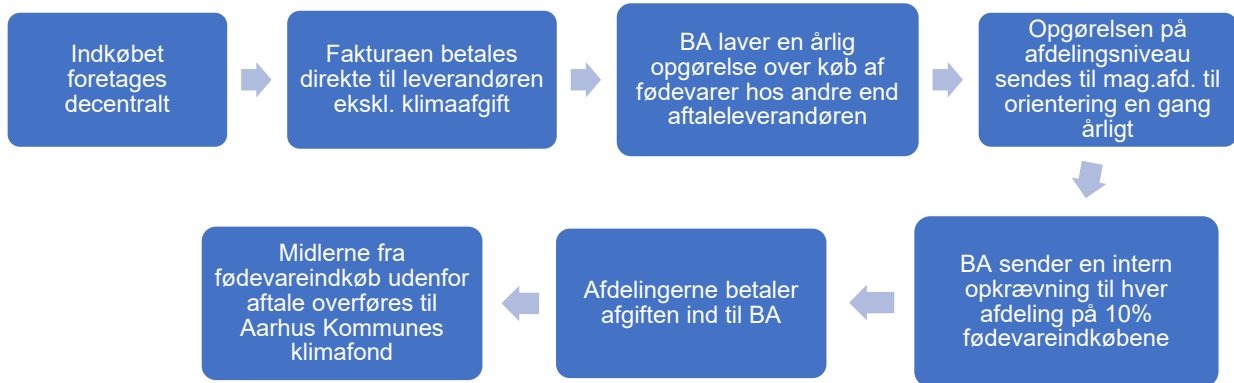 Indkøbet
foretages
decentralt
Fakturaen betales
direkte til leverandøren
ekskl. klimaafgift
BA laver en årlig
opgørelse over køb af
fødevarer hos andre end
aftaleleverandøren
Opgørelsen på
afdelingsniveau
sendes til mag.afd. til
orientering en gang
årligt
BA sender en intern
opkrævning til hver
afdeling på 10%
fødevareindkøbene
Afdelingerne betaler
afgiften ind til BA
Midlerne fra
fødevareindkøb udenfor
aftale overføres til
Aarhus Kommunes
klimafond